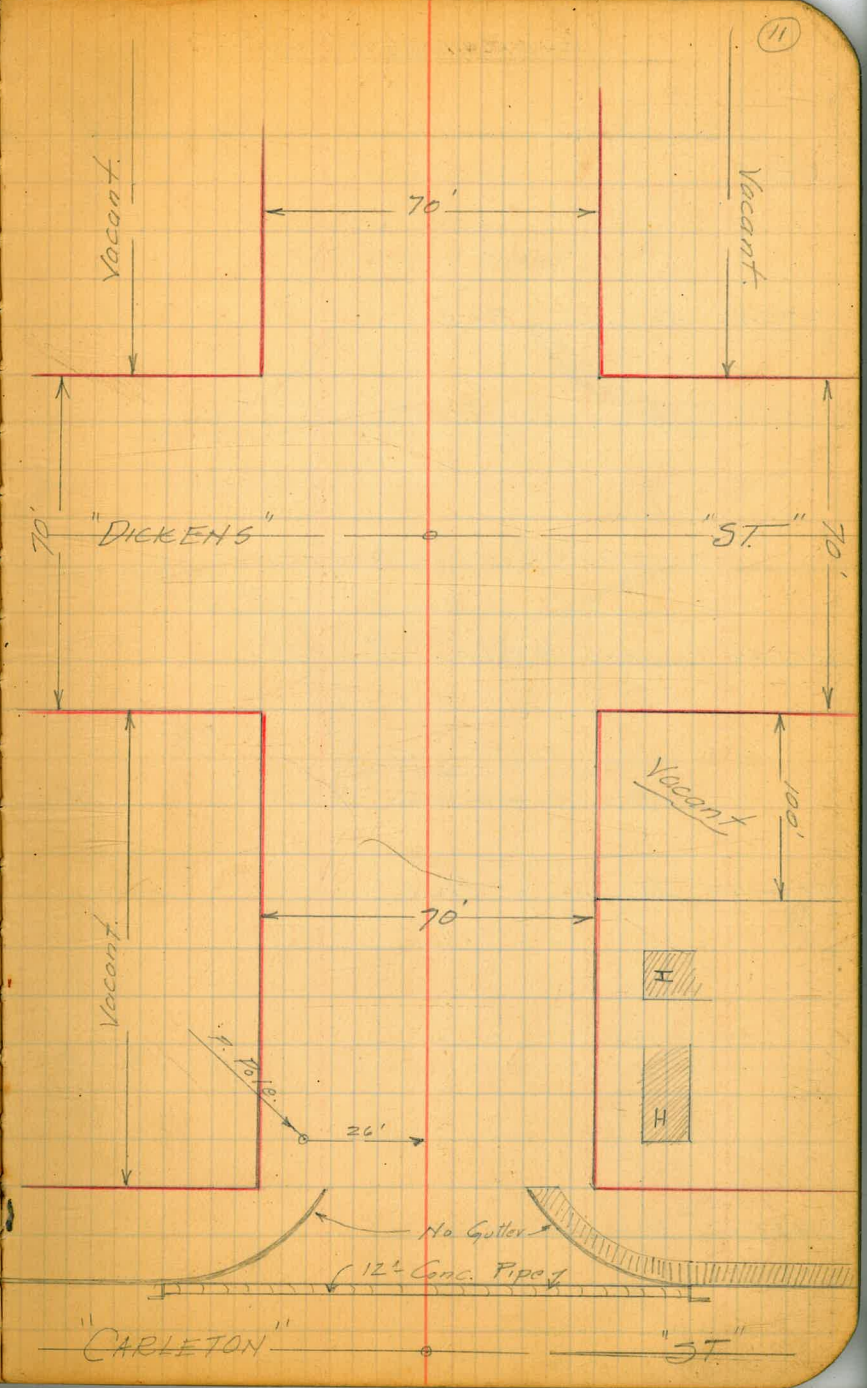 11
Vacant.
Vacant.
70'
70'
"DICKENS" "ST."
70'
Vacant
100'
70'
Vacant.
H
p. Pole.
26'
H
No Gutter
12" Conc. Pipe
"CARLETON" "ST"